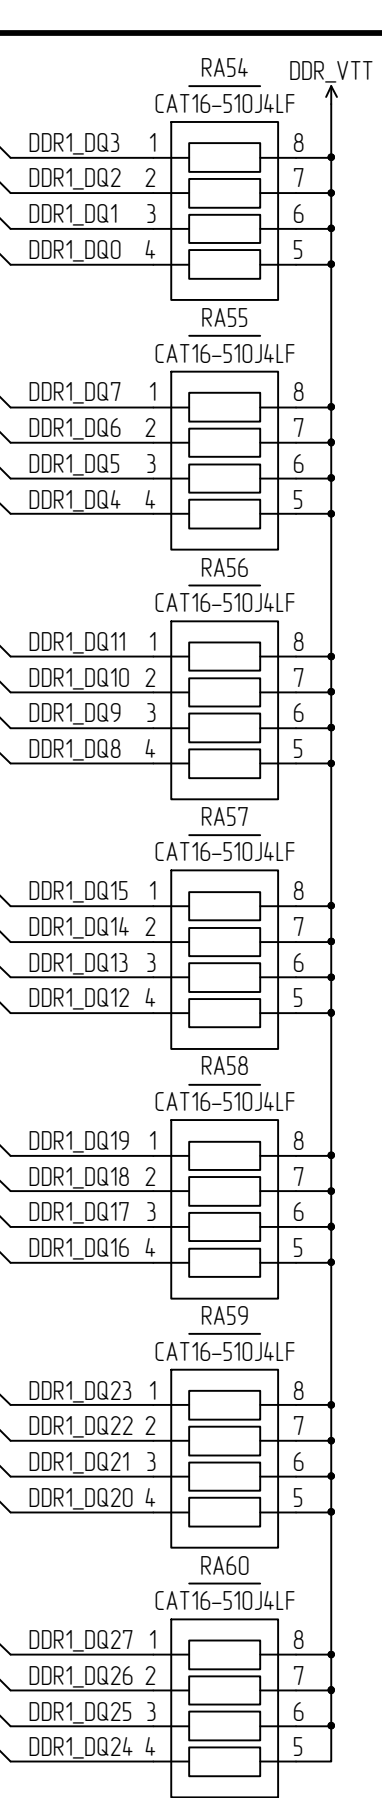 RA54 DDR_VTT
CAT16-510J4LF
DDR1_DQ3 1 8
DDR1_DQ2 2 7
DDR1_DQ1 3 6
DDR1_DQ0 4 5
RA55
CAT16-510J4LF
DDR1_DQ7 1 8
DDR1_DQ6 2 7
DDR1_DQ5 3 6
DDR1_DQ4 4 5
RA56
CAT16-510J4LF
DDR1_DQ11 1 8
DDR1_DQ10 2 7
DDR1_DQ9 3 6
DDR1_DQ8 4 5
RA57
CAT16-510J4LF
DDR1_DQ15 1 8
DDR1_DQ14 2 7
DDR1_DQ13 3 6
DDR1_DQ12 4 5
RA58
CAT16-510J4LF
DDR1_DQ19 1 8
DDR1_DQ18 2 7
DDR1_DQ17 3 6
DDR1_DQ16 4 5
RA59
CAT16-510J4LF
DDR1_DQ23 1 8
DDR1_DQ22 2 7
DDR1_DQ21 3 6
DDR1_DQ20 4 5
RA60
CAT16-510J4LF
DDR1_DQ27 1 8
DDR1_DQ26 2 7
DDR1_DQ25 3 6
DDR1_DQ24 4 5